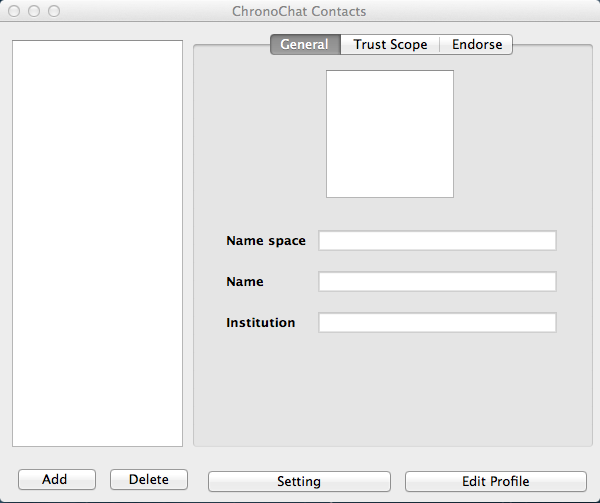 ChronoChat Contacts
General Trust Scope Endorse
Name space
Name
Institution
Add Delete Setting Edit Profile